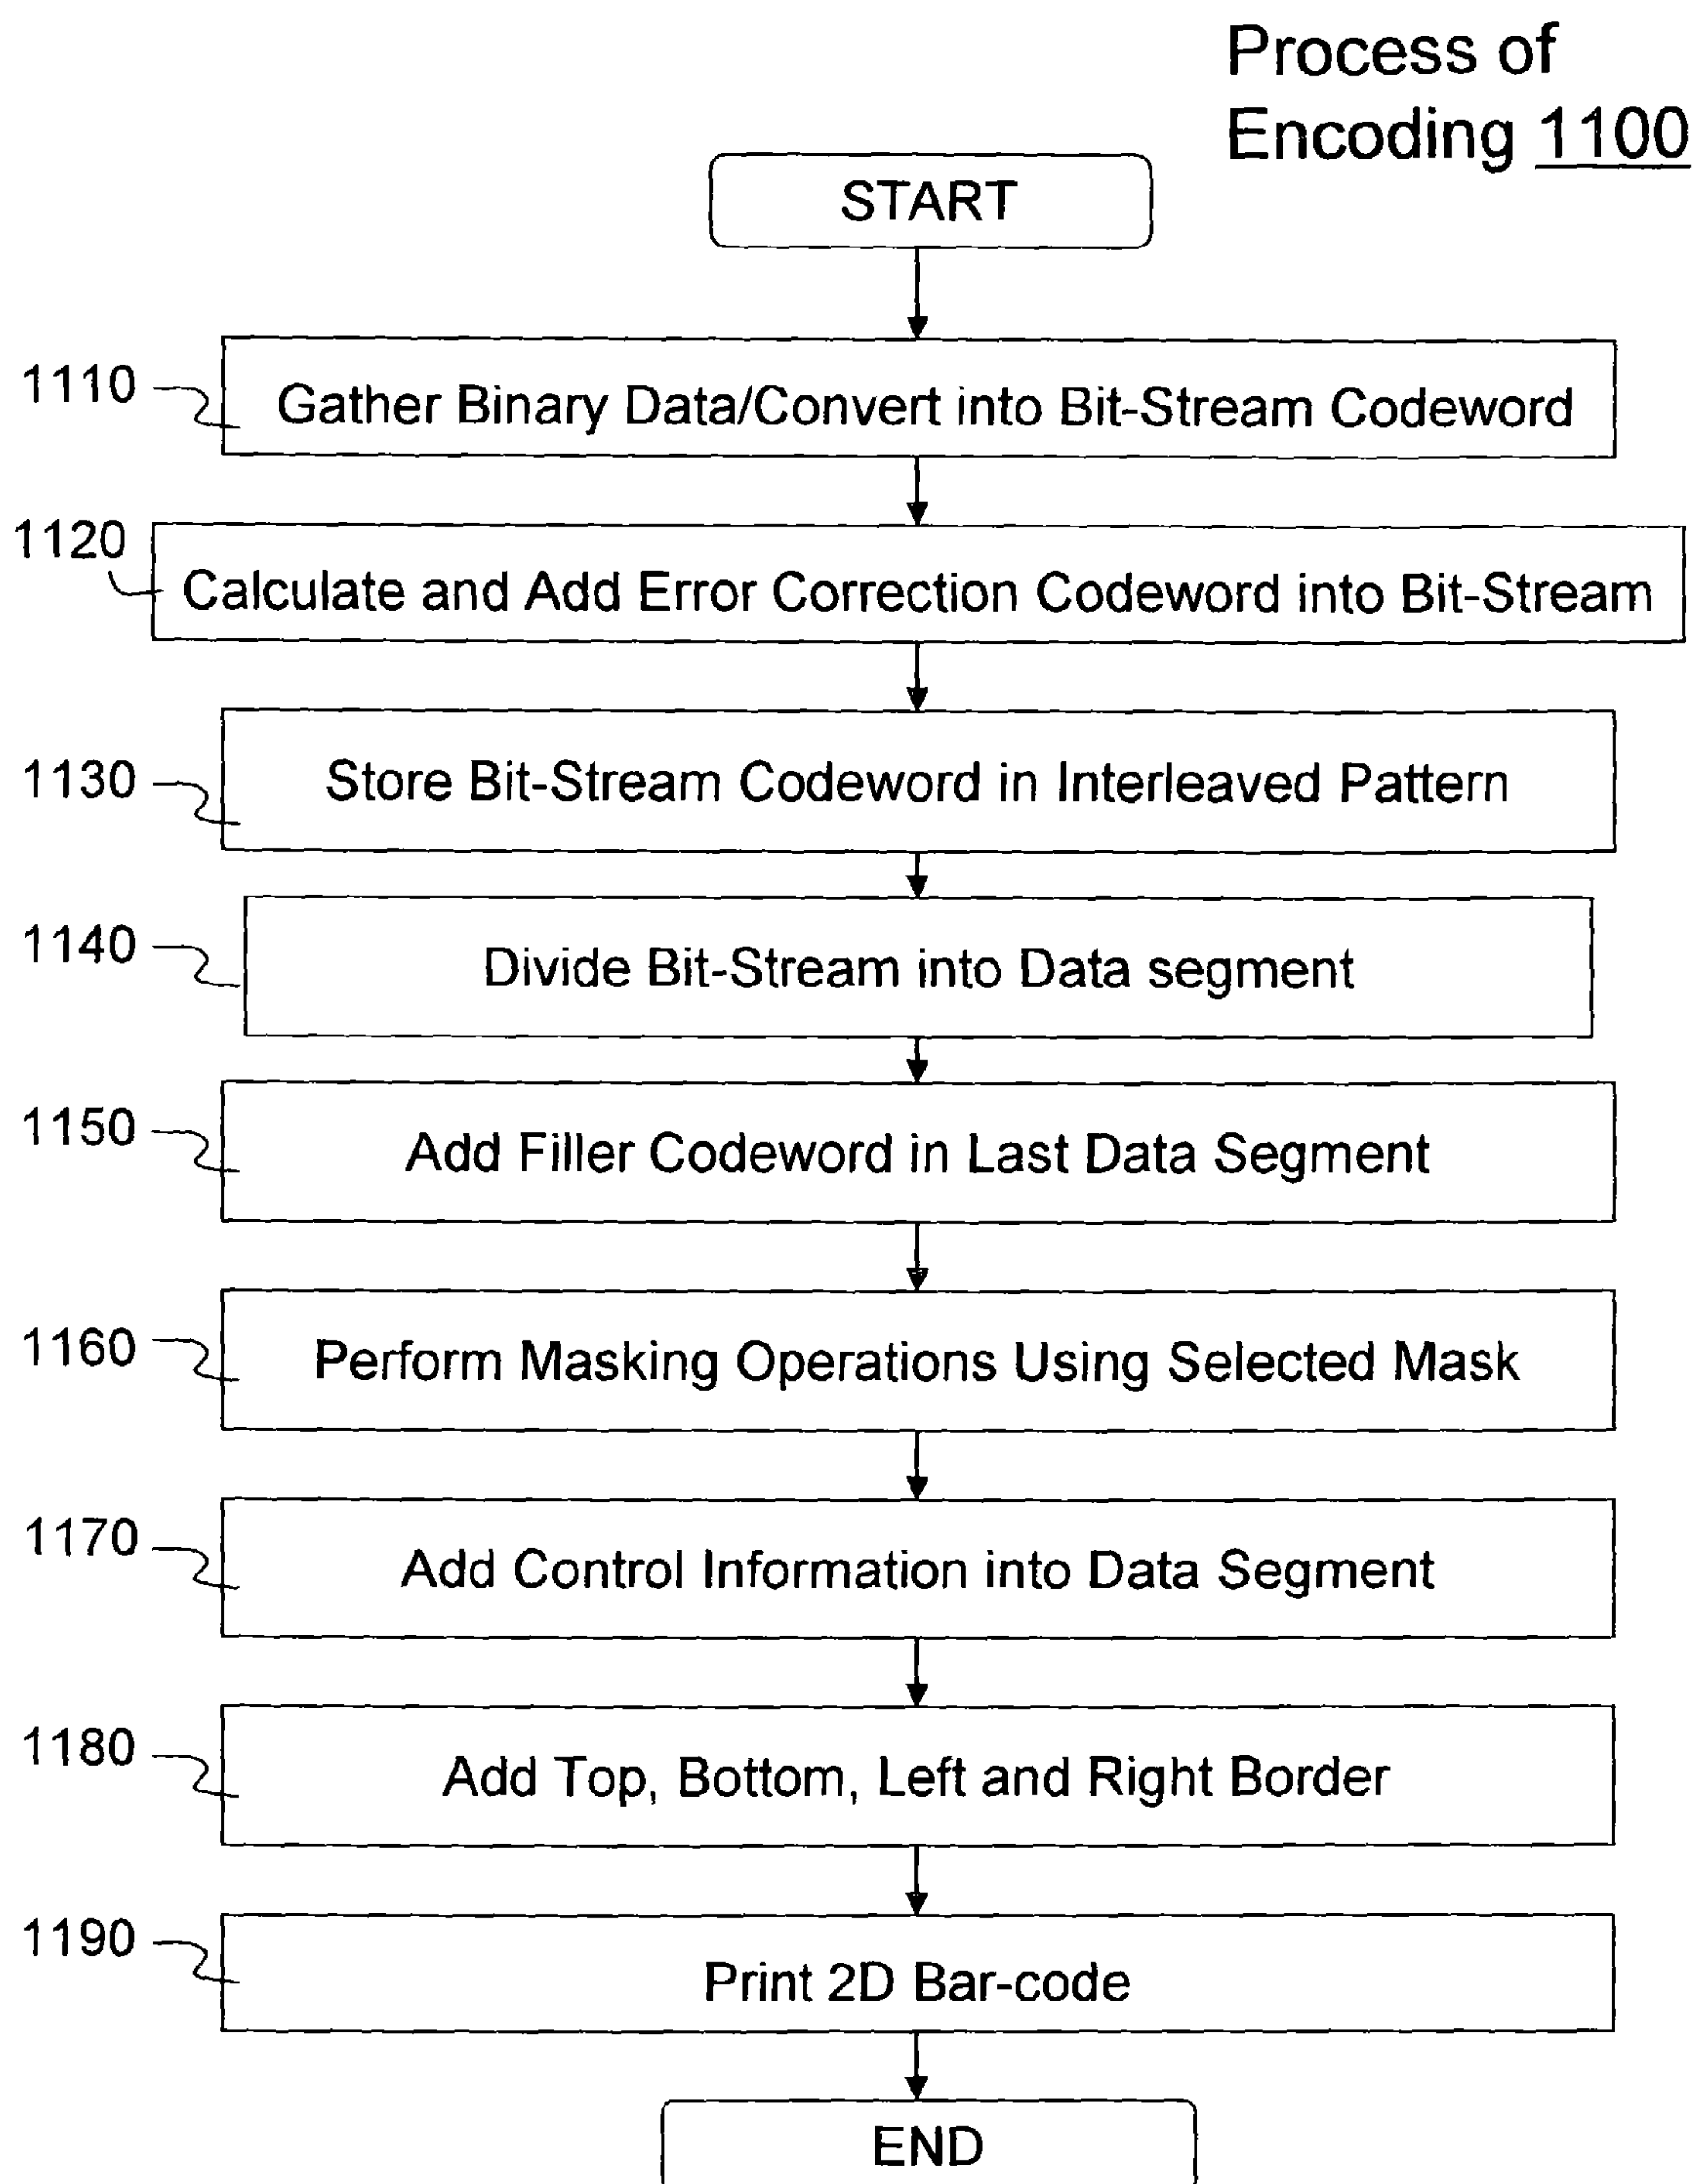 Process of
Encoding 1100
START
1110
Gather Binary Data/Convert into Bit-Stream Codeword
1120
Calculate and Add Error Correction Codeword into Bit-Stream
1130
Store Bit-Stream Codeword in Interleaved Pattern
1140
Divide Bit-Stream into Data segment
1150
Add Filler Codeword in Last Data Segment
1160
Perform Masking Operations Using Selected Mask
1170
Add Control Information into Data Segment
1180
Add Top, Bottom, Left and Right Border
1190
Print 2D Bar-code
END